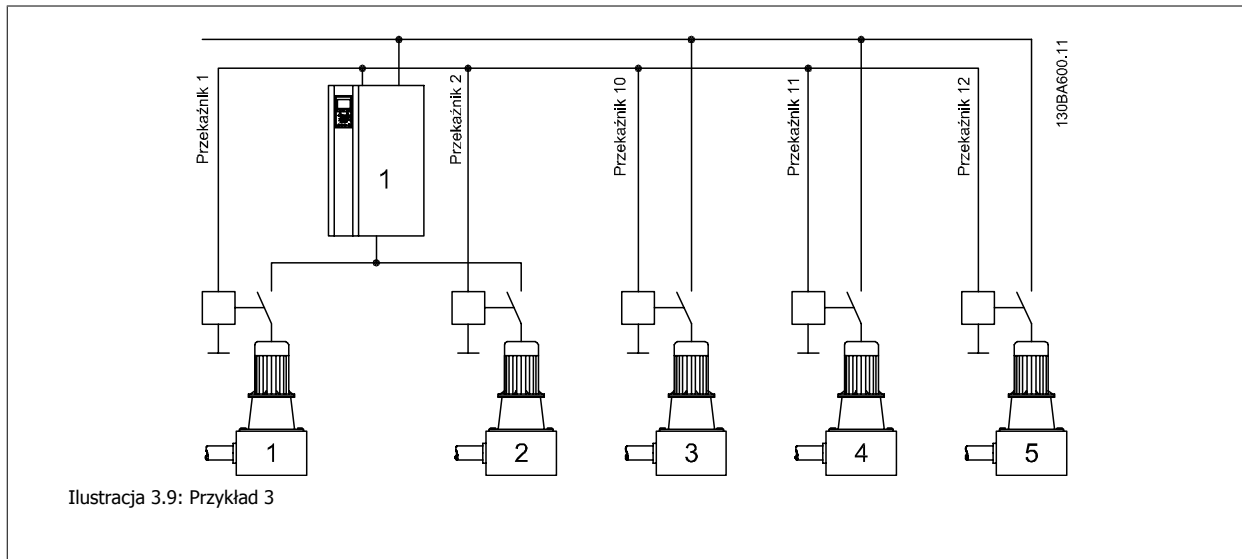 130BA600.11
Przekaźnik 1
Przekaźnik 2
Przekaźnik 10
Przekaźnik 11
Przekaźnik 12
1
1
2
3
4
5
Ilustracja 3.9: Przykład 3